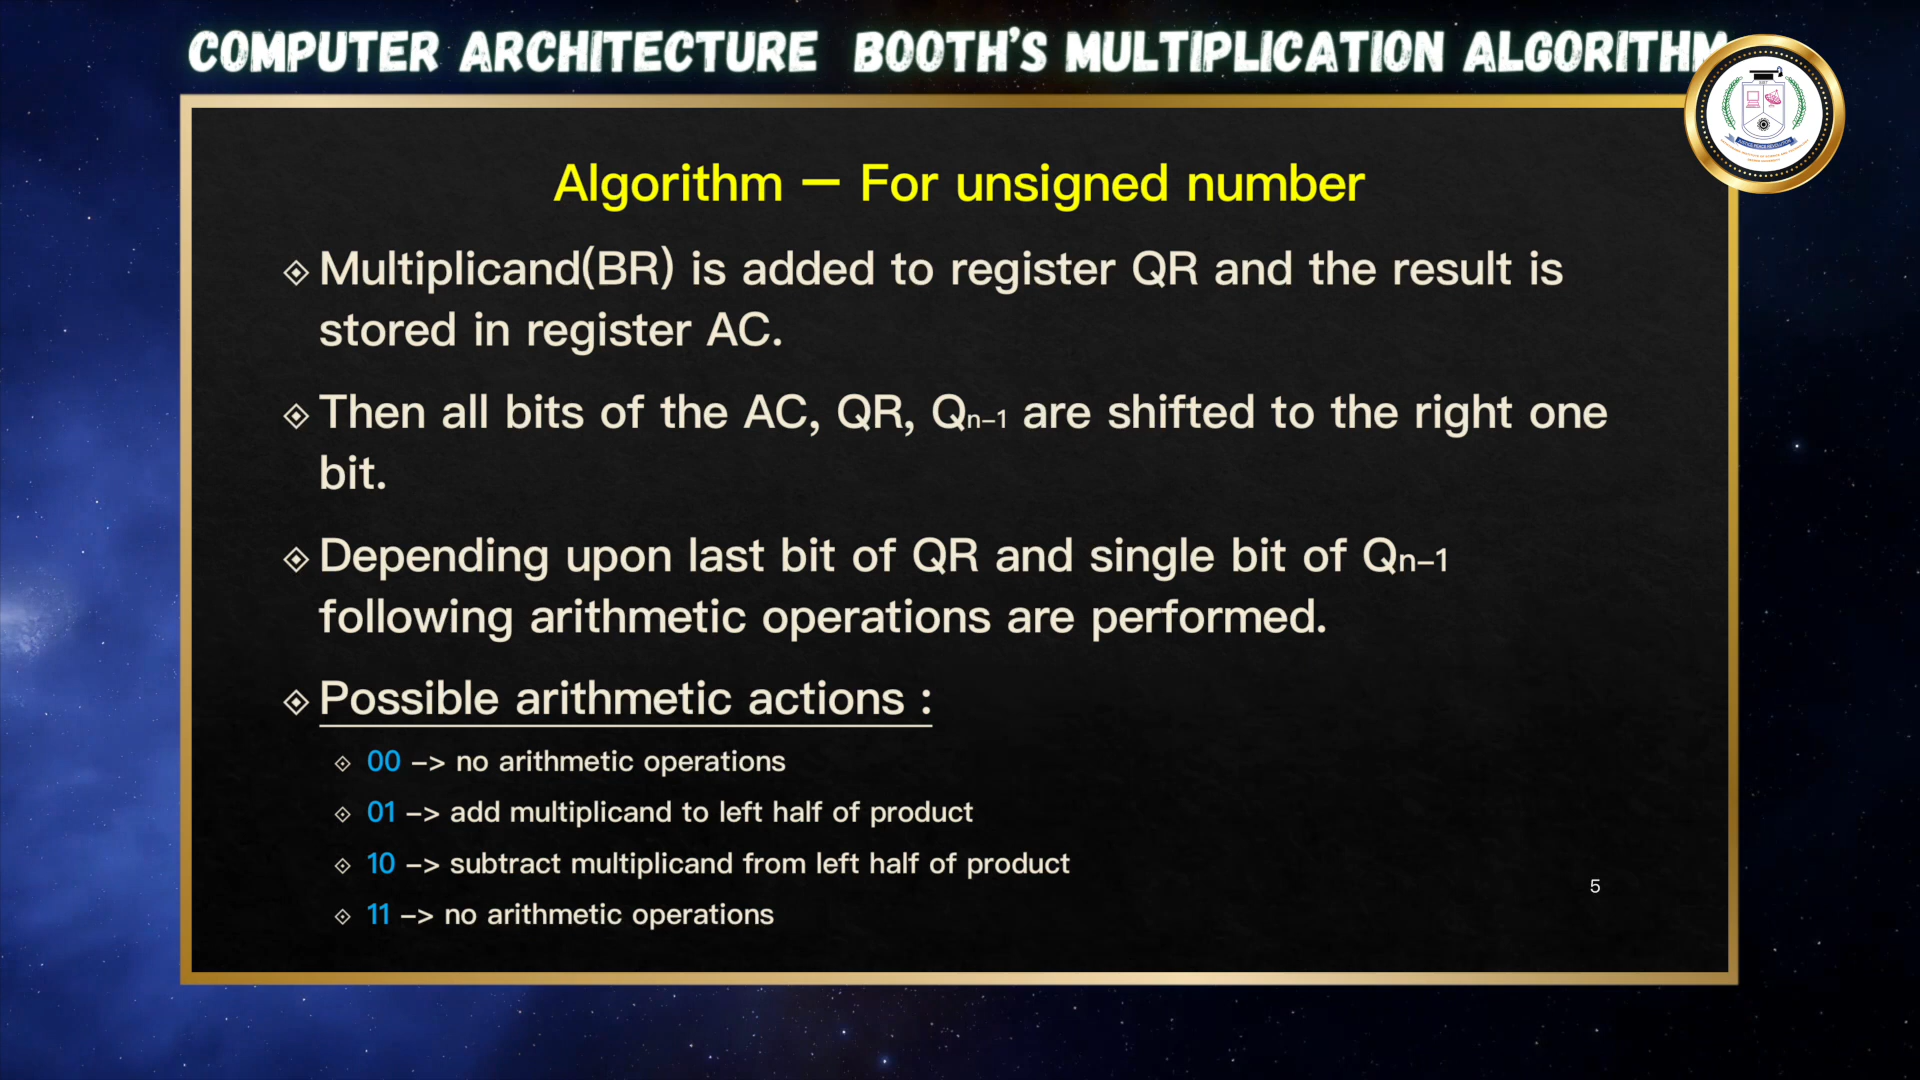 COMPUTER ARCHITECTURE BOOTH'S MULTIPLICATION ALGORITHM
Algorithm – For unsigned number
Multiplicand(BR) is added to register QR and the result is
stored in register AC.
Then all bits of the AC, QR, Qn–1 are shifted to the right one
bit.
Depending upon last bit of QR and single bit of Qn–1
following arithmetic operations are performed.
Possible arithmetic actions :
00 –> no arithmetic operations
01 –> add multiplicand to left half of product
10 –> subtract multiplicand from left half of product
5
11 –> no arithmetic operations